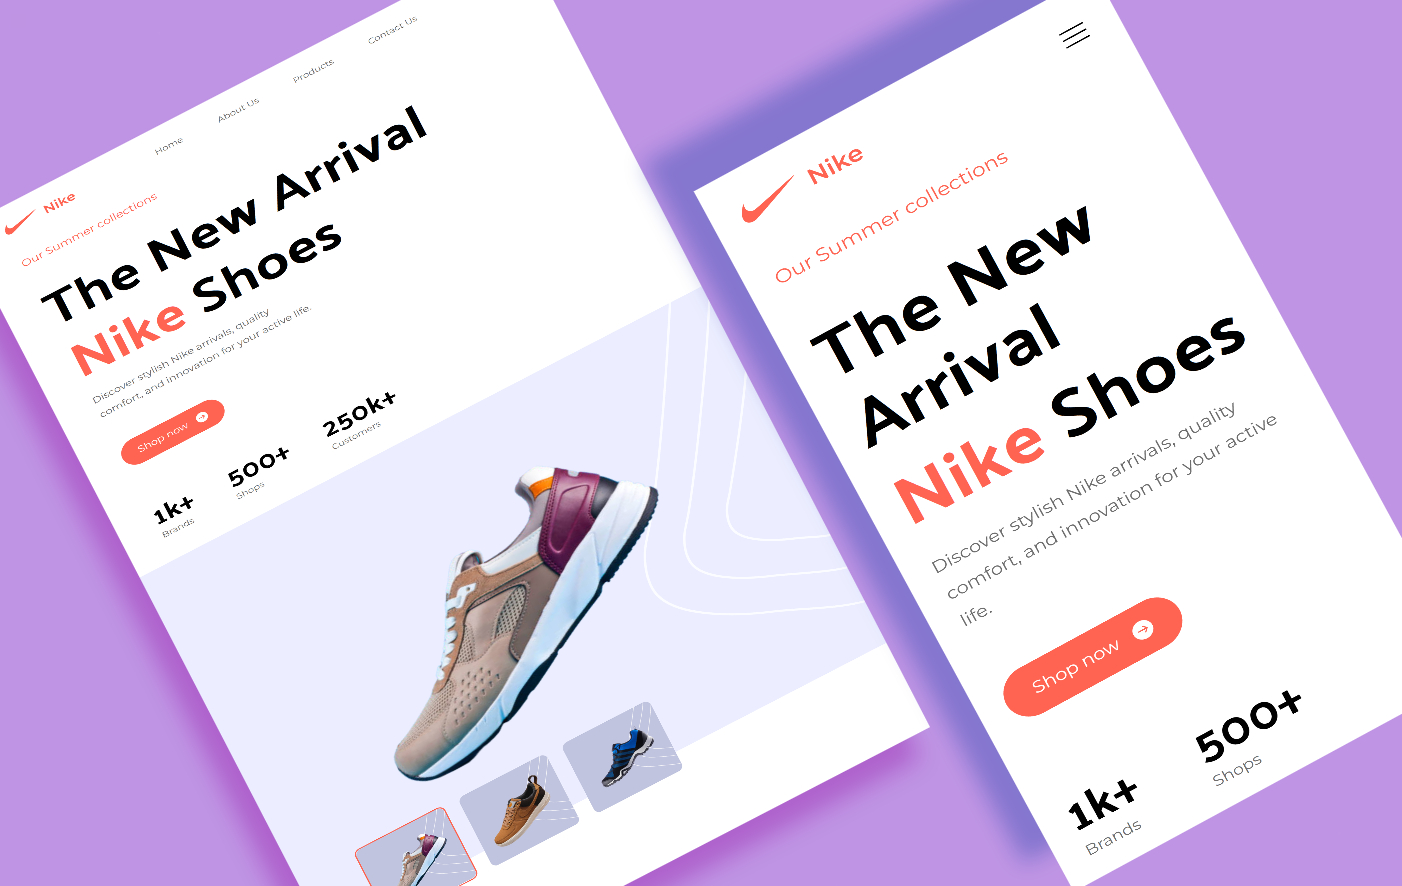 Nike
Home
About Us
Products
Contact Us
Our Summer collections
The New Arrival
Nike Shoes
Discover stylish Nike arrivals, quality
comfort, and innovation for your active life.
Shop now
1k+
Brands
500+
Shops
250k+
Customers
Nike
Our Summer collections
The New
Arrival
Nike Shoes
Discover stylish Nike arrivals, quality
comfort, and innovation for your active
life.
Shop now
1k+
Brands
500+
Shops